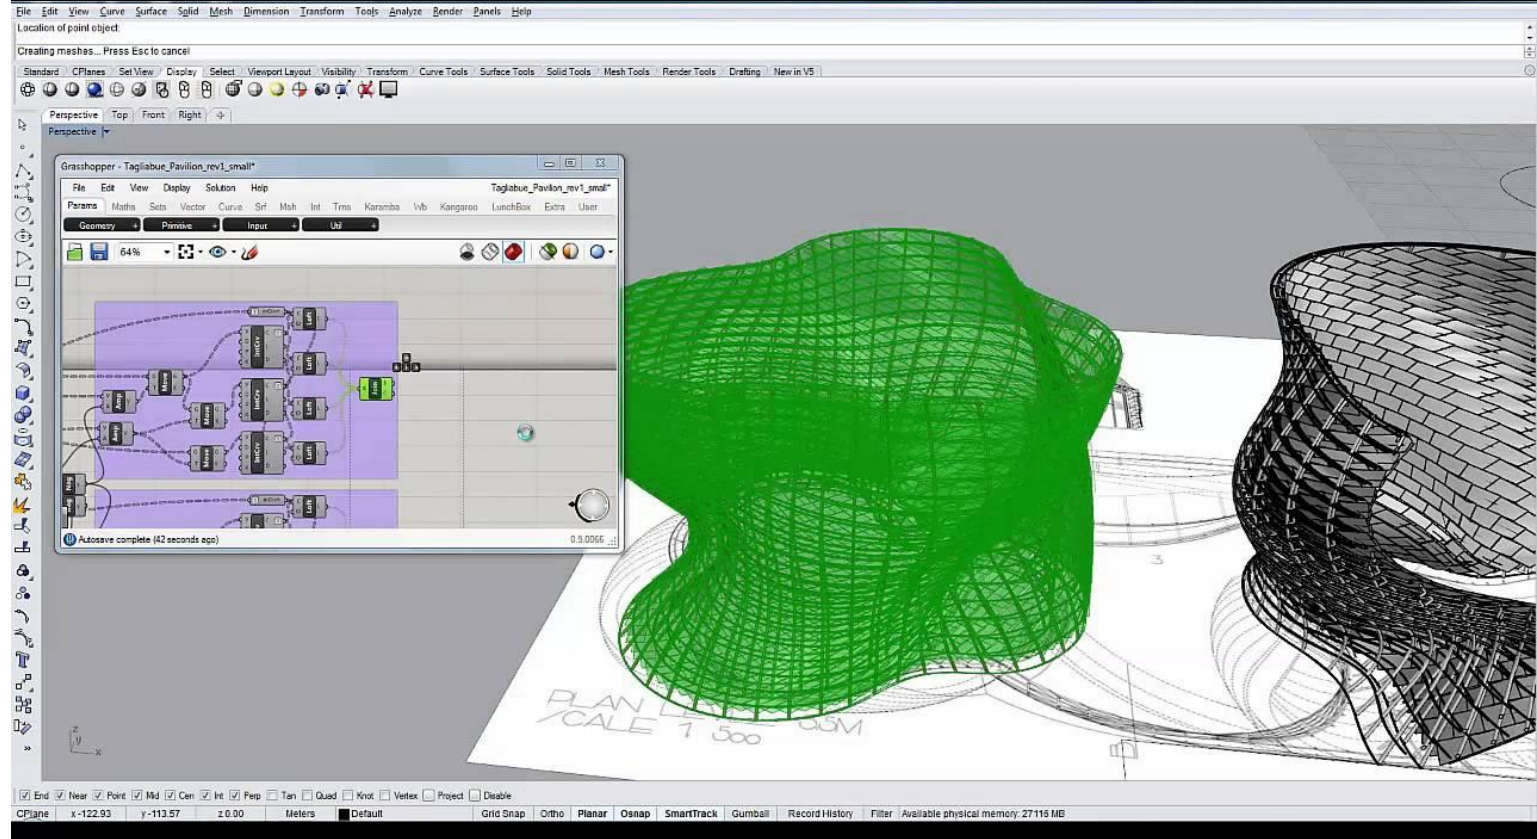 File Edit View Curve Surface Solid Mesh Dimension Transform Tools Analyze Render Panels Help
Location of point object:
Creating meshes... Press Esc to cancel
Standard CPlanes Set View Display Select Viewport Layout Visibility Transform Curve Tools Surface Tools Solid Tools Mesh Tools Render Tools Drafting New in V5
Perspective Top Front Right
Perspective
Grasshopper - Tagliabue_Pavilion_rev1_small*
File Edit View Display Solution Help Tagliabue_Pavilion_rev1_small*
Params Maths Sets Vector Curve Srf Msh Int Trns Karamba Wb Kangaroo LunchBox Extra User
Geometry Primitive Input Util
64%
Loft
IntCrv
Loft
Move
Join
Amp
IntCrv
Move
Loft
Amp
IntCrv
Move
Loft
Loft
Autosave complete (42 seconds ago) 0.9.0066
3
PLAN
0.5M
SCALE 1 500
z
y
x
End Near Point Mid Cen Int Perp Tan Quad Knot Vertex Project Disable
CPlane x -122.93 y -113.57 z 0.00 Meters Default Grid Snap Ortho Planar Osnap SmartTrack Gumball Record History Filter Available physical memory: 27116 MB